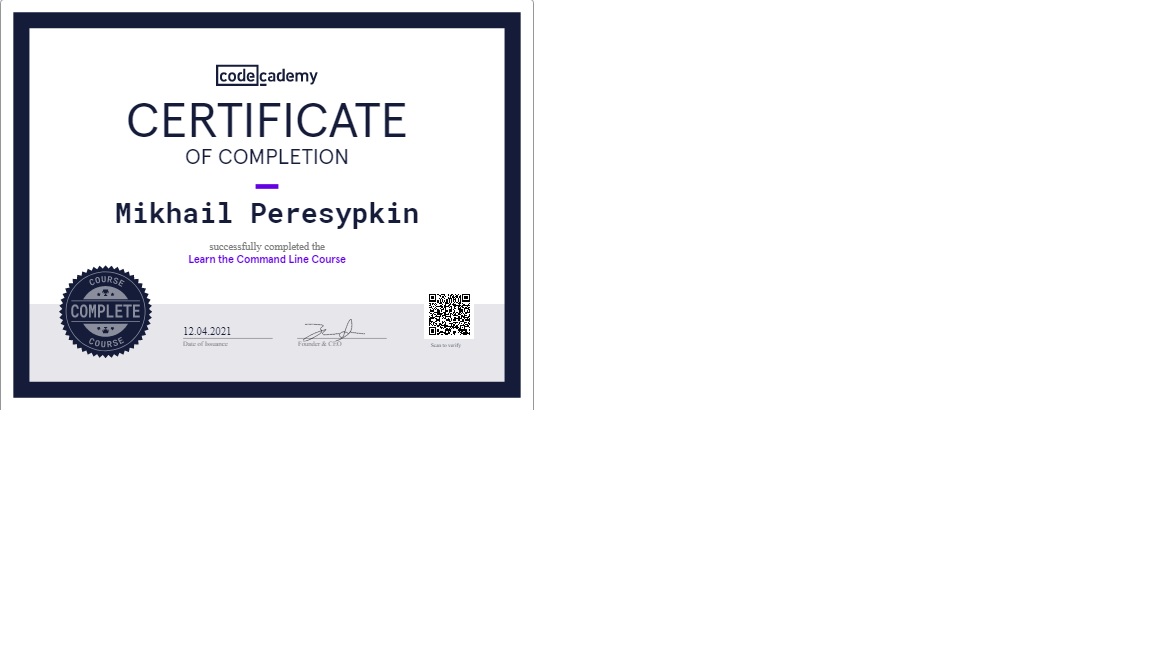 codecademy
CERTIFICATE
OF COMPLETION
Mikhail Peresypkin
successfully completed the
Learn the Command Line Course
COURSE
COMPLETE
COURSE
12.04.2021
Date of Issuance
Founder & CEO
Scan to verify